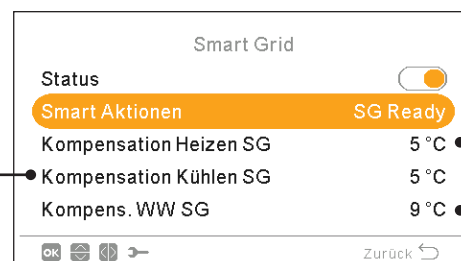 Smart Grid
Status
Smart Aktionen SG Ready
Kompensation Heizen SG 5 °C
Kompensation Kühlen SG 5 °C
Kompens. WW SG 9 °C
OK Zurück